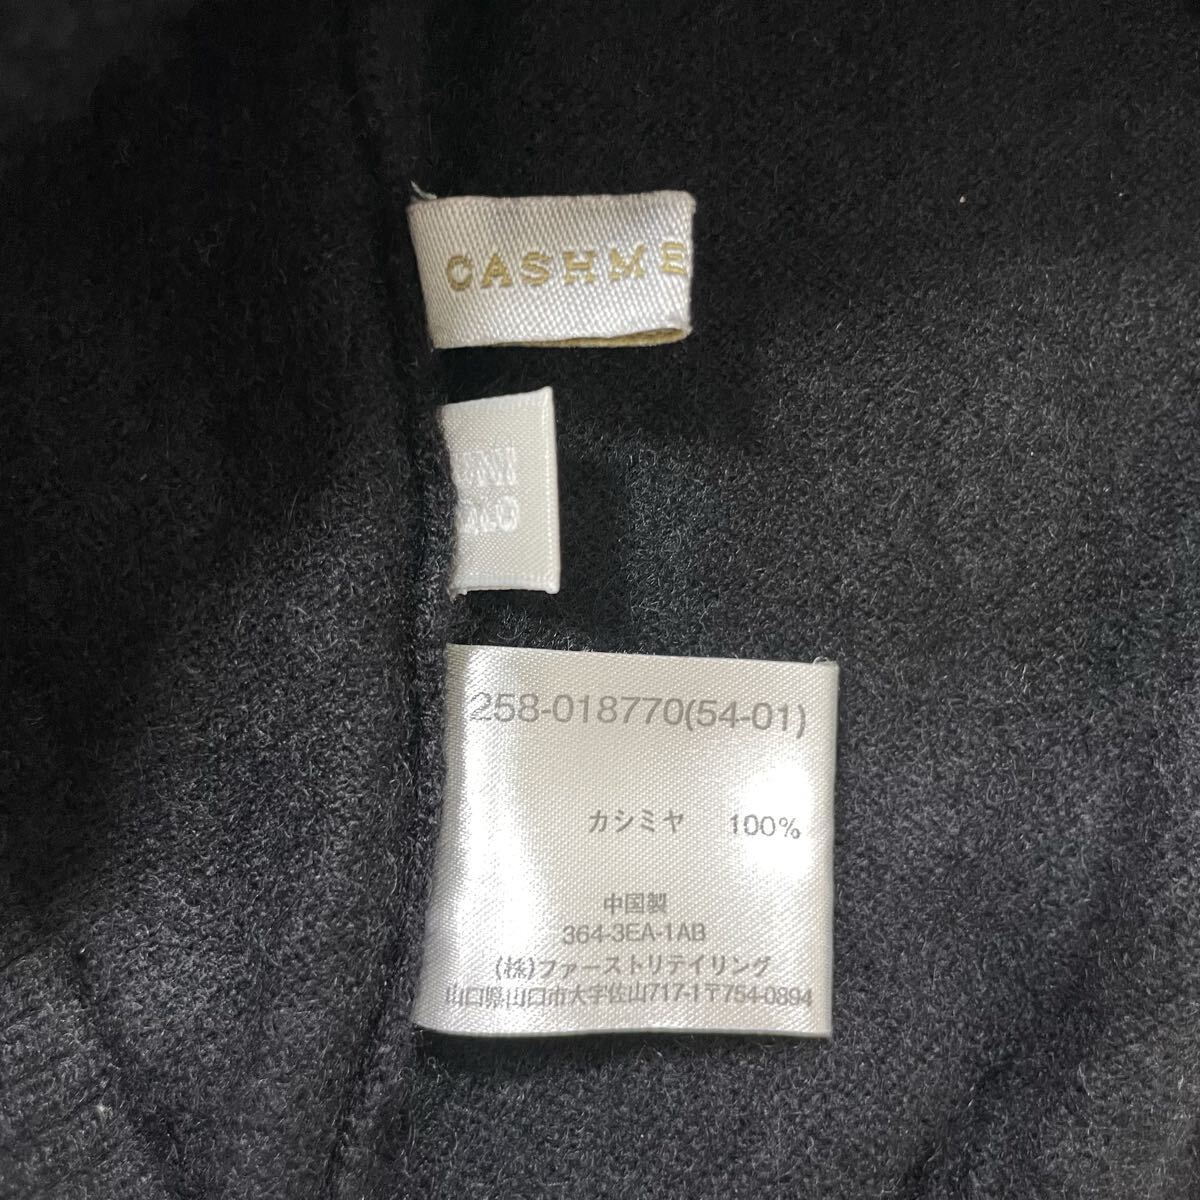 CASHME
UNI
QLO
258-018770(54-01)
カシミヤ 100%
中国製
364-3EA-1AB
(株)ファーストリテイリング
山口県山口市大字佐山717-1〒754-0894